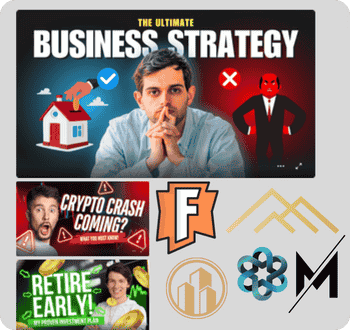 THE ULTIMATE
BUSINESS STRATEGY
CRYPTO CRASH
COMING?
WHAT YOU MUST KNOW!
F
RETIRE
EARLY!
MY PROVEN INVESTMENT PLAN
M